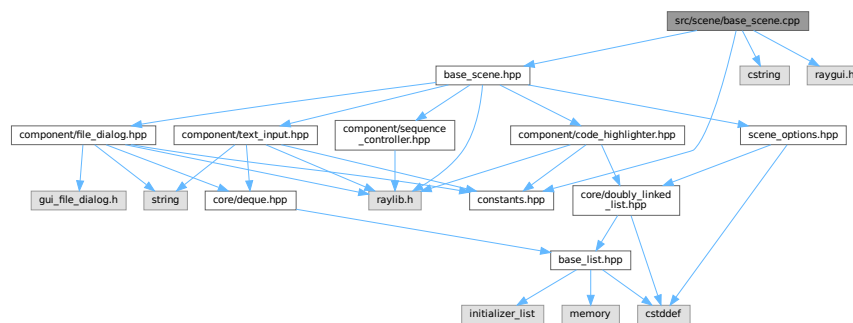 src/scene/base_scene.cpp
base_scene.hpp
cstring
raygui.h
component/file_dialog.hpp
component/text_input.hpp
component/sequence
_controller.hpp
component/code_highlighter.hpp
scene_options.hpp
gui_file_dialog.h
string
core/deque.hpp
raylib.h
constants.hpp
core/doubly_linked
_list.hpp
base_list.hpp
initializer_list
memory
cstddef